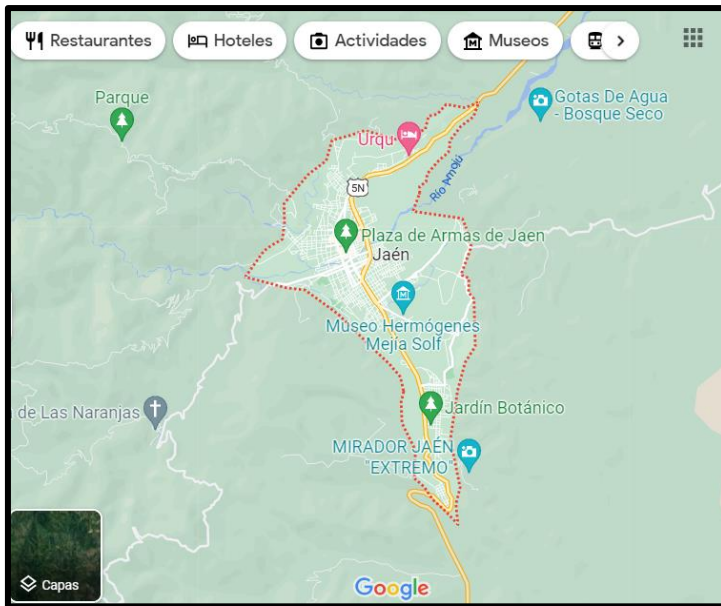 Restaurantes
Hoteles
Actividades
Museos
Parque
Gotas De Agua
- Bosque Seco
Urqu
5N
Río Amojú
Plaza de Armas de Jaen
Jaén
Museo Hermógenes
Mejía Solf
de Las Naranjas
Jardín Botánico
MIRADOR JAÉN
"EXTREMO"
Capas
Google